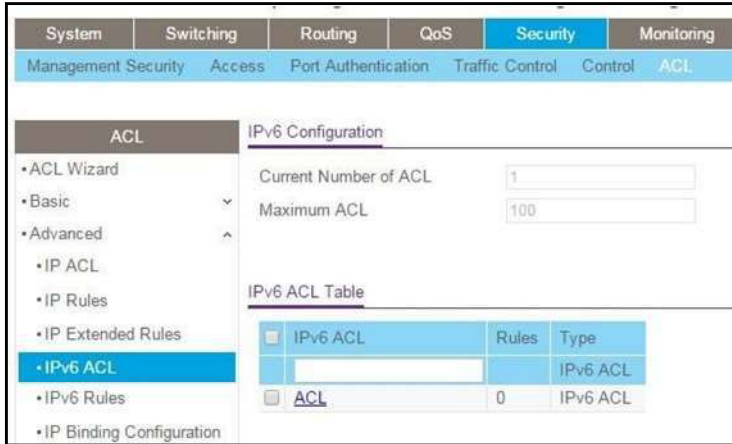 System Switching Routing QoS Security Monitoring
Management Security Access Port Authentication Traffic Control Control ACL
ACL
•ACL Wizard
•Basic
•Advanced
•IP ACL
•IP Rules
•IP Extended Rules
•IPv6 ACL
•IPv6 Rules
•IP Binding Configuration
IPv6 Configuration
Current Number of ACL 1
Maximum ACL 100
IPv6 ACL Table
IPv6 ACL Rules Type
IPv6 ACL
ACL 0 IPv6 ACL